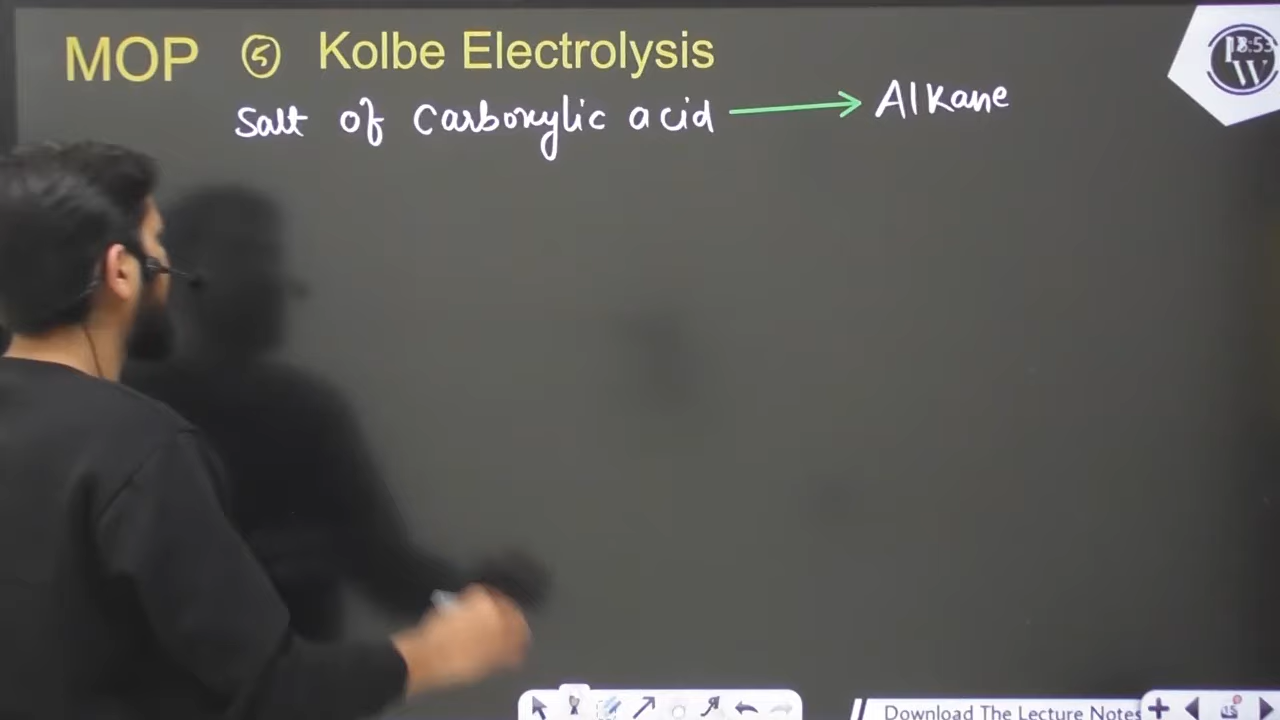 MOP ⑤ Kolbe Electrolysis
Salt of Carboxylic acid ⟶ Alkane
Download The Lecture Notes